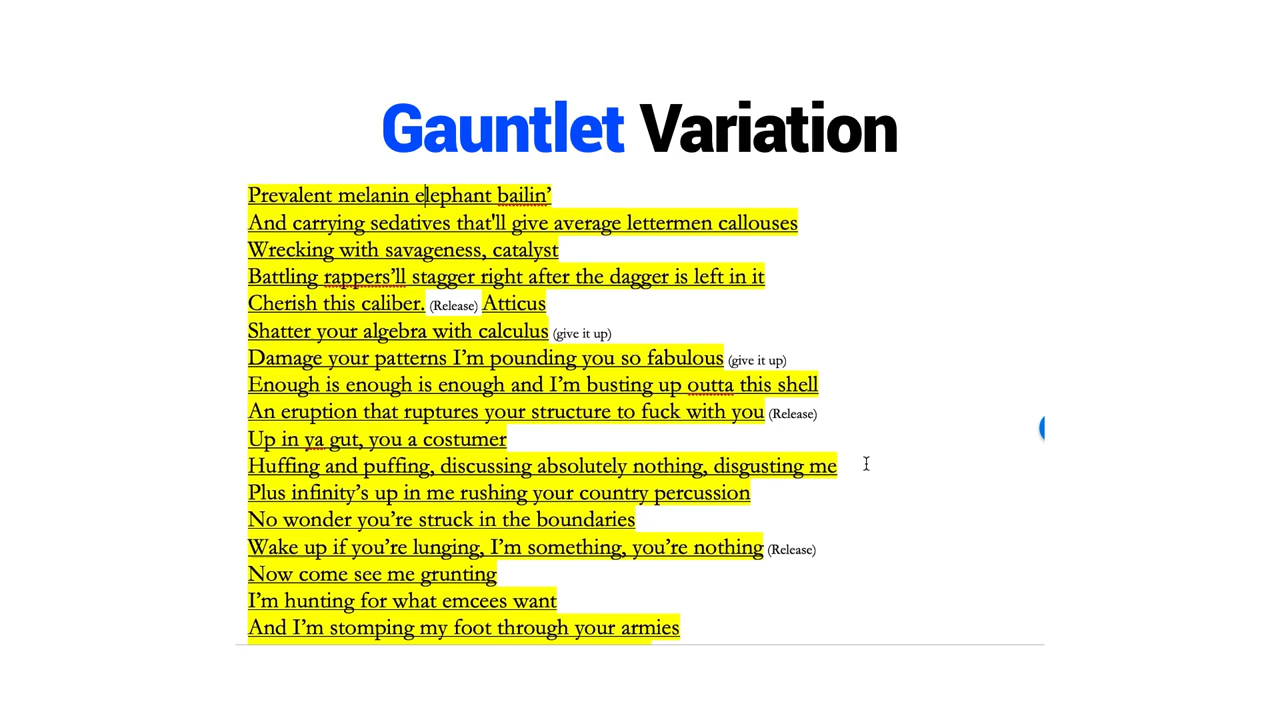 Gauntlet Variation
Prevalent melanin elephant bailin’
And carrying sedatives that'll give average lettermen callouses
Wrecking with savageness, catalyst
Battling rappers’ll stagger right after the dagger is left in it
Cherish this caliber. (Release) Atticus
Shatter your algebra with calculus (give it up)
Damage your patterns I’m pounding you so fabulous (give it up)
Enough is enough is enough and I’m busting up outta this shell
An eruption that ruptures your structure to fuck with you (Release)
Up in ya gut, you a costumer
Huffing and puffing, discussing absolutely nothing, disgusting me
Plus infinity’s up in me rushing your country percussion
No wonder you’re struck in the boundaries
Wake up if you’re lunging, I’m something, you’re nothing (Release)
Now come see me grunting
I’m hunting for what emcees want
And I’m stomping my foot through your armies